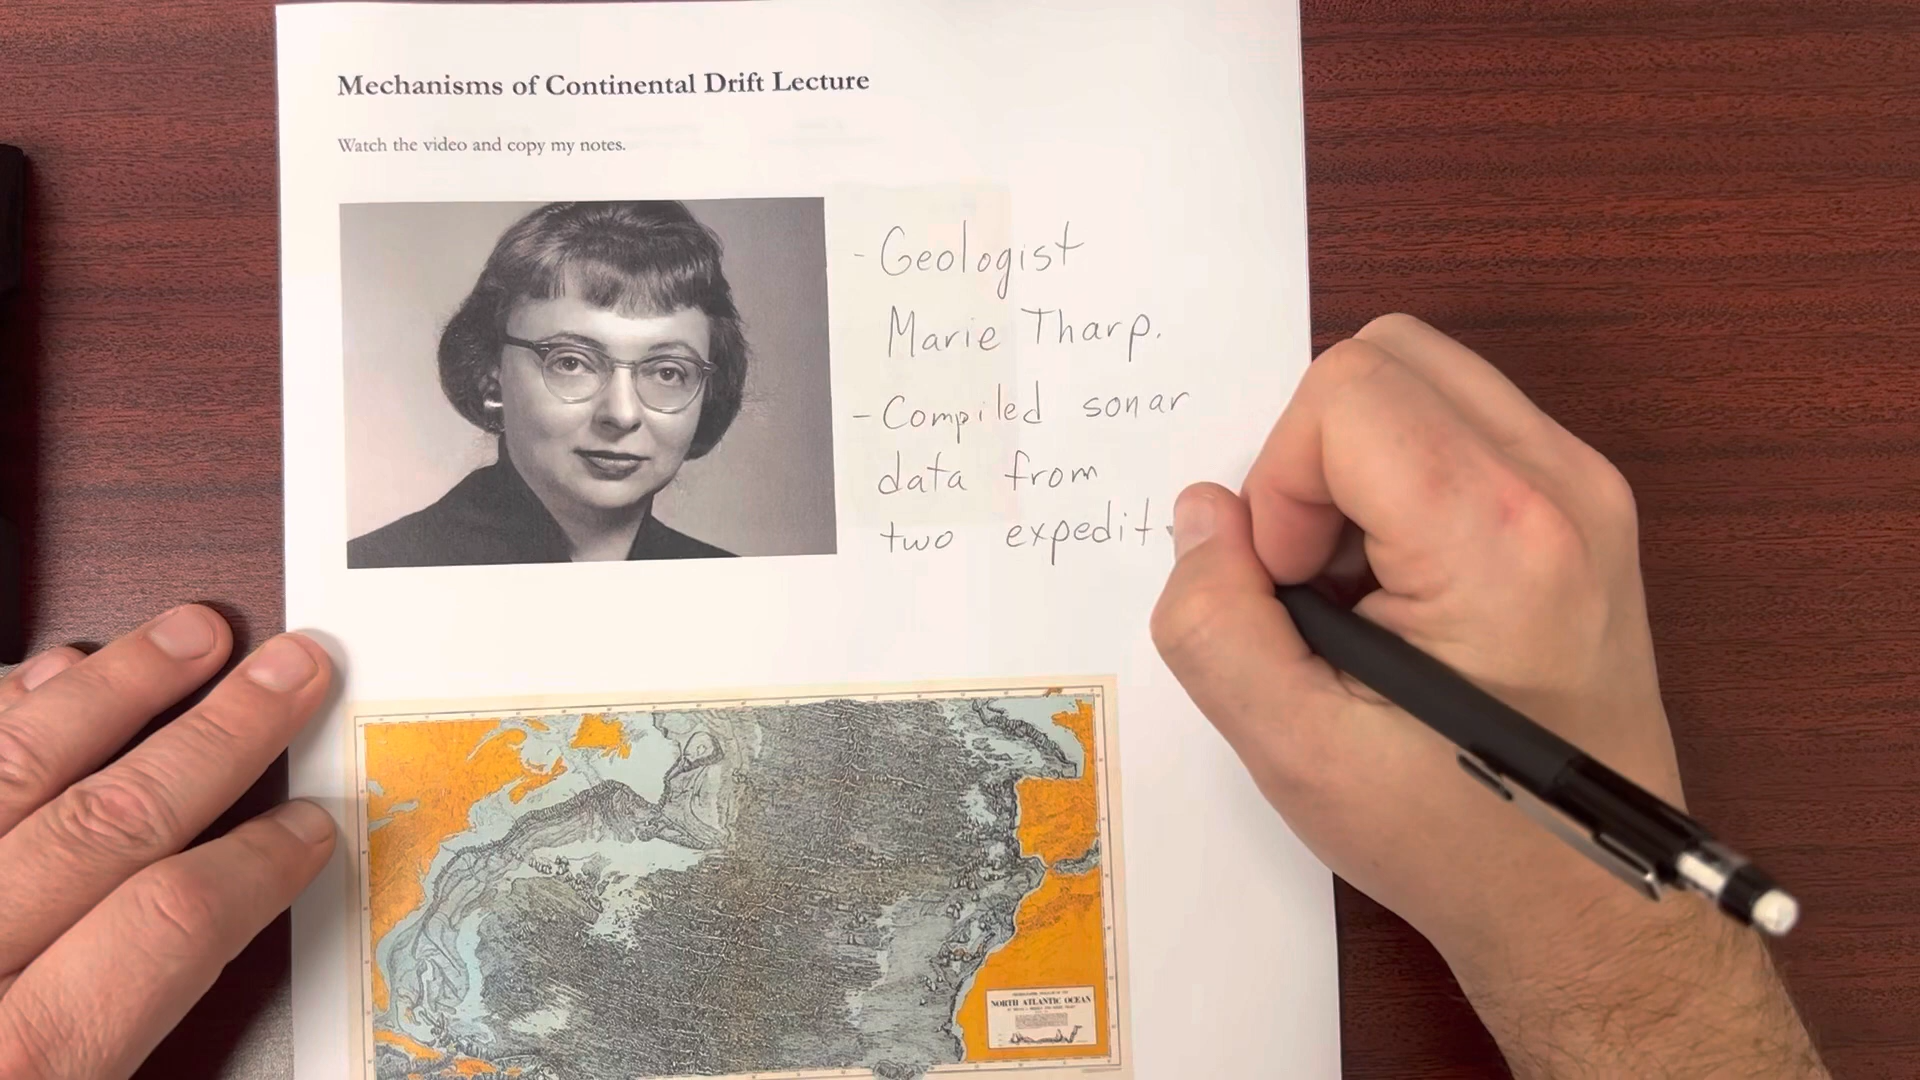 Mechanisms of Continental Drift Lecture
Watch the video and copy my notes.
- Geologist
Marie Tharp.
- Compiled sonar
data from
two expedit
NORTH ATLANTIC OCEAN